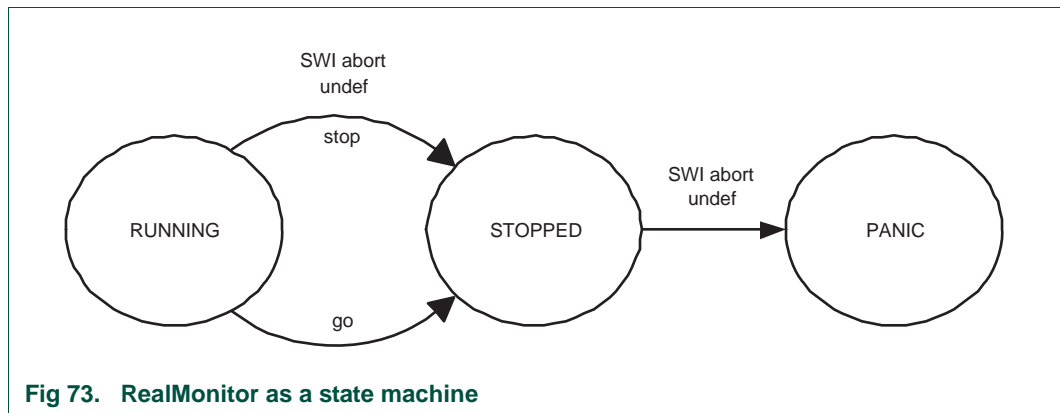 SWI abort
undef
stop
SWI abort
undef
RUNNING
STOPPED
PANIC
go
Fig 73. RealMonitor as a state machine